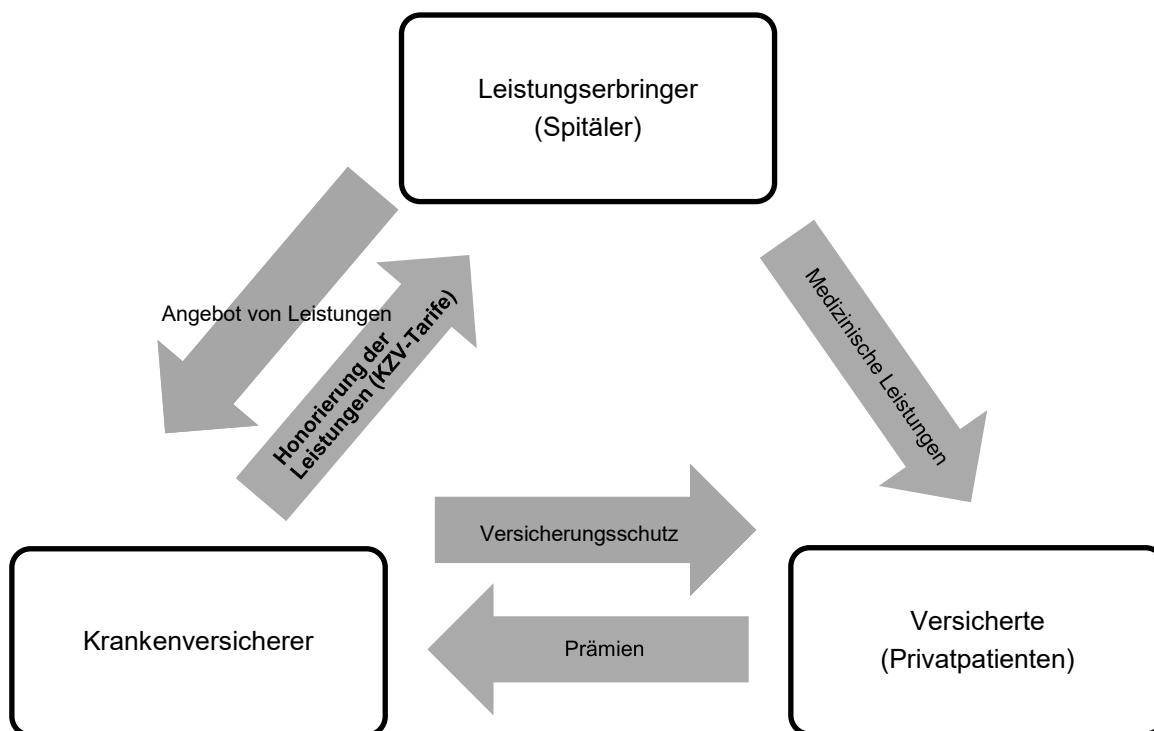 Leistungserbringer
(Spitäler)
Angebot von Leistungen
Honorierung der
Leistungen (KZV-Tarife)
Medizinische Leistungen
Versicherungsschutz
Prämien
Krankenversicherer
Versicherte
(Privatpatienten)